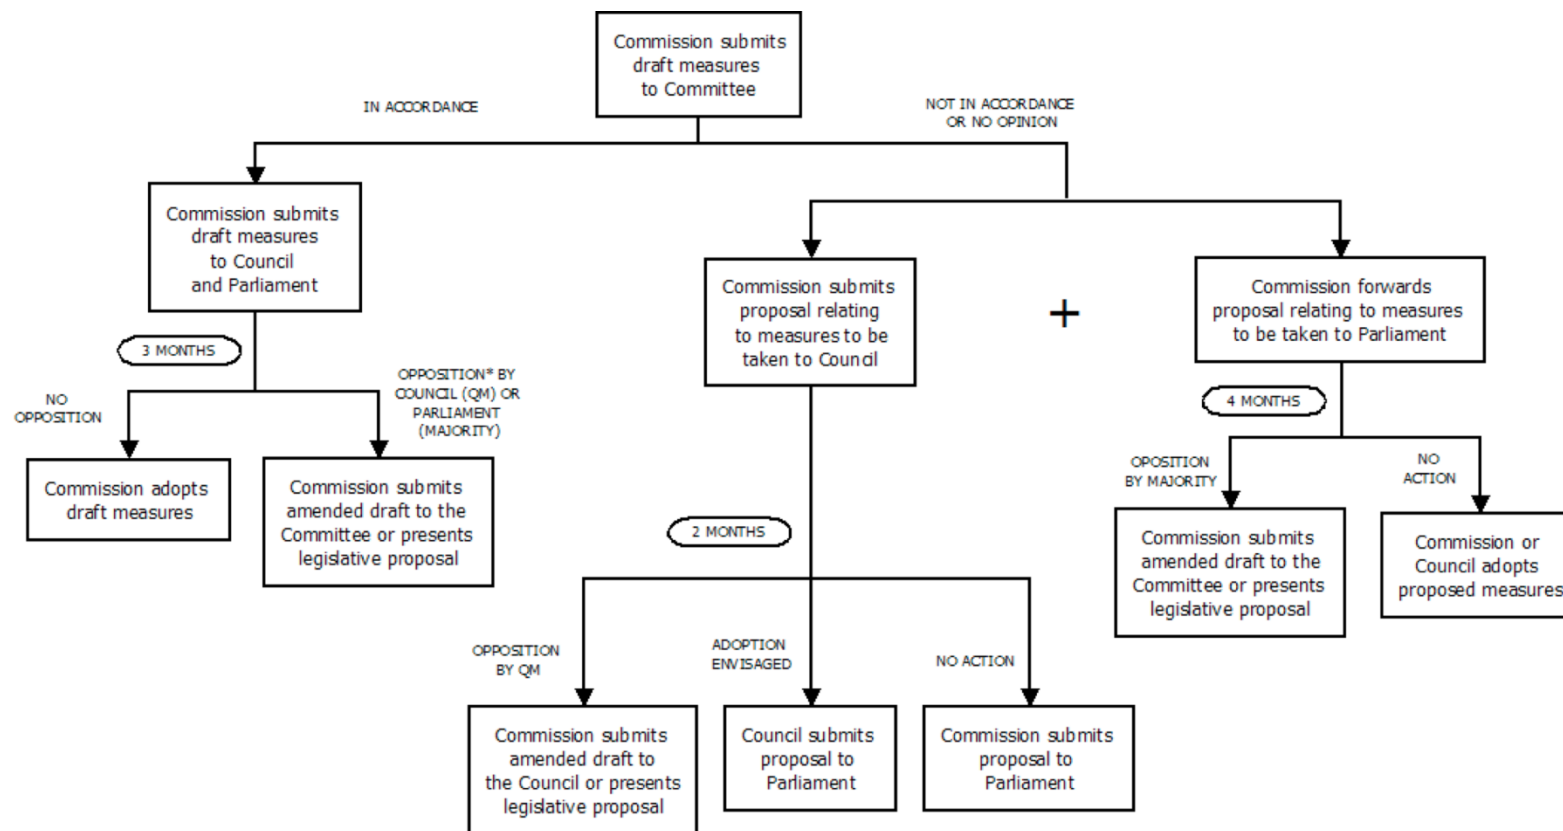 Commission submits
draft measures
to Committee
IN ACCORDANCE
NOT IN ACCORDANCE
OR NO OPINION
Commission submits
draft measures
to Council
and Parliament
Commission submits
proposal relating
to measures to be
taken to Council
+
Commission forwards
proposal relating to measures
to be taken to Parliament
3 MONTHS
NO
OPPOSITION
OPPOSITION* BY
COUNCIL (QM) OR
PARLIAMENT
(MAJORITY)
4 MONTHS
Commission adopts
draft measures
Commission submits
amended draft to the
Committee or presents
legislative proposal
OPOSITION
BY MAJORITY
NO
ACTION
2 MONTHS
Commission submits
amended draft to the
Committee or presents
legislative proposal
Commission or
Council adopts
proposed measures
OPPOSITION
BY QM
ADOPTION
ENVISAGED
NO ACTION
Commission submits
amended draft to
the Council or presents
legislative proposal
Council submits
proposal to
Parliament
Commission submits
proposal to
Parliament